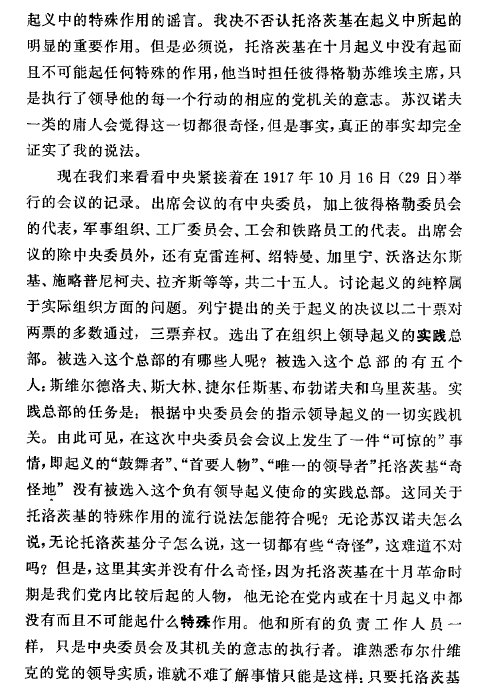 起义中的特殊作用的谣言。我决不否认托洛茨基在起义中所起的
明显的重要作用。但是必须说，托洛茨基在十月起义中没有起而
且不可能起任何特殊的作用，他当时担任彼得格勒苏维埃主席，只
是执行了领导他的每一个行动的相应的党机关的意志。苏汉诺夫
一类的庸人会觉得这一切都很奇怪，但是事实，真正的事实却完全
证实了我的说法。
现在我们来看看中央紧接着在1917年10月16日（29日）举
行的会议的记录。出席会议的有中央委员，加上彼得格勒委员会
的代表，军事组织、工厂委员会、工会和铁路员工的代表。出席会
议的除中央委员外，还有克雷连柯、绍特曼、加里宁、沃洛达尔斯
基、施略普尼柯夫、拉齐斯等等，共二十五人。讨论起义的纯粹属
于实际组织方面的问题。列宁提出的关于起义的决议以二十票对
两票的多数通过，三票弃权。选出了在组织上领导起义的实践总
部。被选入这个总部的有哪些人呢？被选入这个总部的有五个
人：斯维尔德洛夫、斯大林、捷尔任斯基、布勃诺夫和乌里茨基。实
践总部的任务是：根据中央委员会的指示领导起义的一切实践机
关。由此可见，在这次中央委员会会议上发生了一件“可惊的”事
情，即起义的“鼓舞者”、“首要人物”、“唯一的领导者”托洛茨基“奇
怪地”没有被选入这个负有领导起义使命的实践总部。这同关于
托洛茨基的特殊作用的流行说法怎能符合呢？无论苏汉诺夫怎么
说，无论托洛茨基分子怎么说，这一切都有些“奇怪”，这难道不对
吗？但是，这里其实并没有什么奇怪，因为托洛茨基在十月革命时
期是我们党内比较后起的人物，他无论在党内或在十月起义中都
没有而且不可能起什么特殊作用。他和所有的负责工作人员一
样，只是中央委员会及其机关的意志的执行者。谁熟悉布尔什维
克的党的领导实质，谁就不难了解事情只能是这样：只要托洛茨基